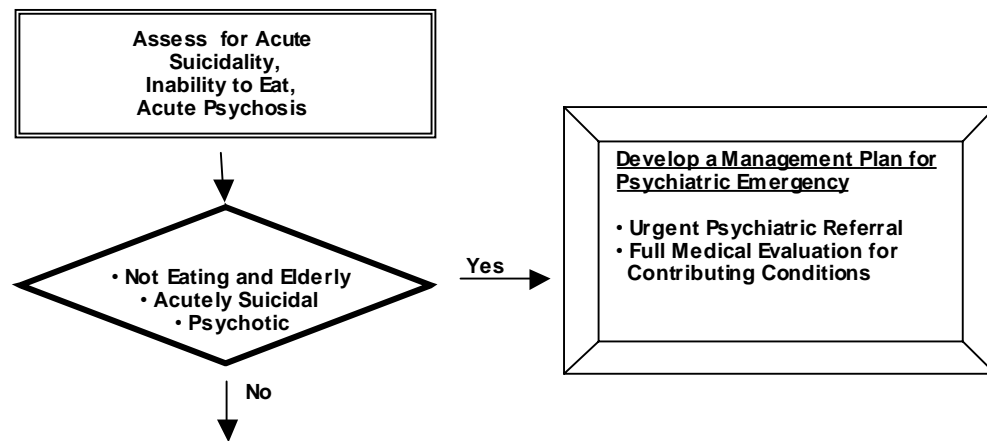 Assess for Acute
Suicidality,
Inability to Eat,
Acute Psychosis
• Not Eating and Elderly
• Acutely Suicidal
• Psychotic
Yes
Develop a Management Plan for
Psychiatric Emergency
• Urgent Psychiatric Referral
• Full Medical Evaluation for
Contributing Conditions
No